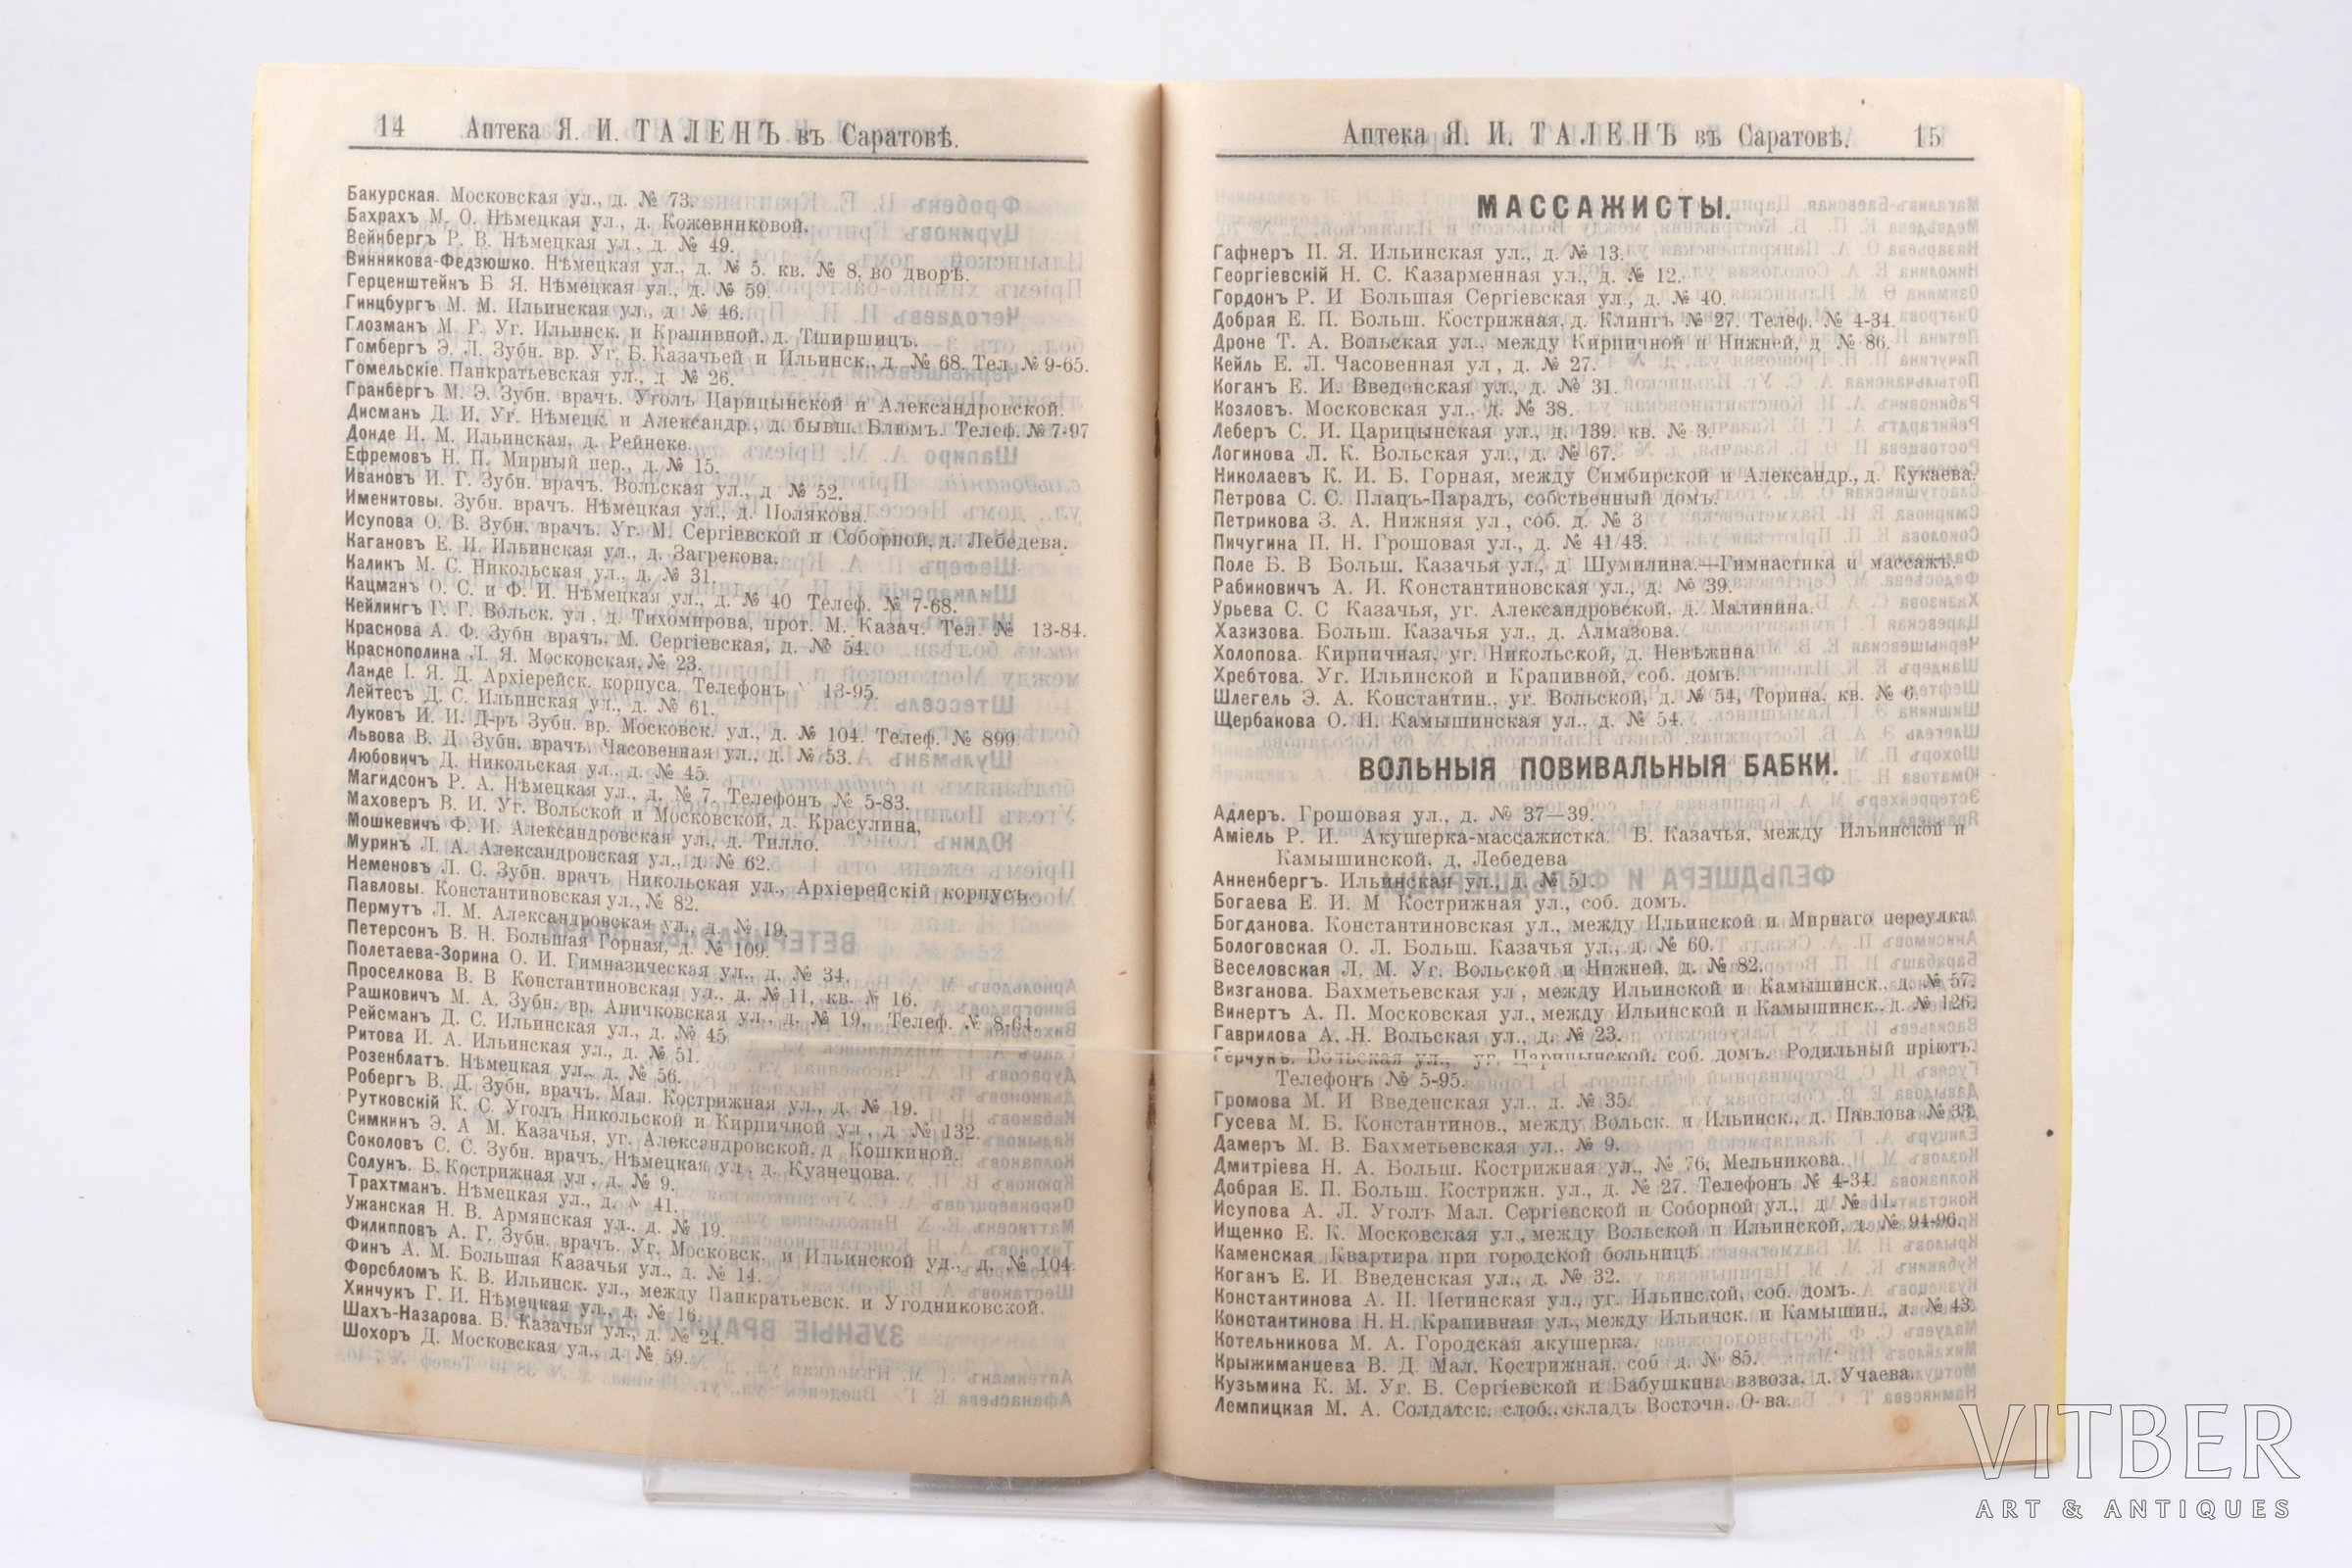 14 Аптека Я. И. ТАЛЕНЪ въ Саратовѣ.
Бакурская. Московская ул., д. № 73.
Бахрахъ М. О. Нѣмецкая ул., д. Кожевниковой.
Вейнбергъ Р. В. Нѣмецкая ул., д. № 49.
Винникова-Федзюшко. Нѣмецкая ул., д. № 5. кв. № 8, во дворѣ.
Герценштейнъ Б Я. Нѣмецкая ул., д. № 59.
Гинцбургъ М. М. Ильинская ул., д № 46.
Глозманъ М. Г. Уг. Ильинск. и Крапивной, д. Тширшицъ.
Гомбергъ Э. Л. Зубн. вр. Уг. Б. Казачьей и Ильинск., д. № 68. Тел. № 9-65.
Гомельскіе. Панкратьевская ул., д. № 26.
Гранбергъ М. Э. Зубн. врачъ. Уголъ Царицынской и Александровской.
Дисманъ Д. И. Уг. Нѣмецк. и Александр., д. бывш. Блюмъ. Телеф. № 7-97
Донде И. М. Ильинская, д. Рейнеке.
Ефремовъ Н. П. Мирный пер., д. № 15.
Ивановъ И. Г. Зубн. врачъ. Вольская ул., д № 52.
Именитовы. Зубн. врачъ. Нѣмецкая ул., д. Полякова.
Исупова О. В. Зубн. врачъ. Уг. М. Сергіевской и Соборной, д. Лебедева.
Кагановъ Е. И. Ильинская ул., д. Загрекова.
Каликъ М. С. Никольская ул., д. № 31.
Кацманъ О. С. и Ф. И. Нѣмецкая ул., д. № 40 Телеф. № 7-68.
Кейлингъ Г. Г. Вольск. ул., д. Тихомирова, прот. М. Казач. Тел. № 13-84.
Краснова А. Ф. Зубн врачъ. М. Сергіевская, д. № 54.
Краснополина Л. Я. Московская, № 23.
Ланде І. Я. Д. Архіерейск. корпуса. Телефонъ 13-95.
Лейтесъ Д. С. Ильинская ул., д. № 61.
Луковъ И. И. Д-ръ Зубн. вр. Московск. ул., д. № 104. Телеф. № 899.
Львова В. Д. Зубн. врачъ. Часовенная ул., д. № 53.
Любовичъ Д. Никольская ул., д. № 45.
Магидсонъ Р. А. Нѣмецкая ул., д. № 7. Телефонъ № 5-83.
Маховеръ В. И. Уг. Вольской и Московской, д. Красулина,
Мошкевичъ Ф. И. Александровская ул., д. Тилло.
Муринъ Л. А. Александровская ул., д. № 62.
Неменовъ Л. С. Зубн. врачъ Никольская ул., Архіерейскій корпусъ.
Павловы. Константиновская ул., № 82.
Пермутъ Л. М. Александровская ул., д. № 19.
Петерсонъ В. Н. Большая Горная, д. № 109.
Полетаева-Зорина О. И. Гимназическая ул., д. № 34.
Проселкова В. В Константиновская ул., д. № 11, кв. № 16.
Рашковичъ М. А. Зубн. вр. Аничковская ул., д. № 19, Телеф. № 8-64.
Рейсманъ Д. С. Ильинская ул., д. № 45.
Ритова И. А. Ильинская ул., д. № 51.
Розенблатъ. Нѣмецкая ул., д. № 56.
Робергъ В. Д. Зубн. врачъ. Мал. Кострижная ул., д. № 19.
Рутковскій К. С. Уголъ Никольской и Кирпичной ул., д. № 132.
Симкинъ Э. А М. Казачья, уг. Александровской, д Кошкиной.
Соколовъ С. С. Зубн. врачъ. Нѣмецкая ул., д. Кузнецова.
Солунъ. Б. Кострижная ул., д. № 9.
Трахтманъ. Нѣмецкая ул., д. № 41.
Ужанская Н. В. Армянская ул., д. № 19.
Филипповъ А. Г. Зубн. врачъ. Уг. Московск. и Ильинской ул., д. № 104.
Финъ А. М. Большая Казачья ул., д. № 14.
Форсбломъ К. В. Ильинск. ул., между Панкратьевск. и Угодниковской.
Хинчукъ Г. И. Нѣмецкая ул., д. № 16.
Шахъ-Назарова. Б. Казачья ул., д. № 24.
Шохоръ Д. Московская ул., д. № 59.
Аптека Я. И. ТАЛЕНЪ въ Саратовѣ. 15
МАССАЖИСТЫ.
Гафнеръ П. Я. Ильинская ул., д. № 13.
Георгіевскій Н. С. Казарменная ул., д. № 12.
Гордонъ Р. И Большая Сергіевская ул., д. № 40.
Добрая Е. П. Больш. Кострижная, д. Клингъ № 27. Телеф. № 4-34.
Дроне Т. А. Вольская ул., между Кирпичной и Нижней, д. № 86.
Кейль Е. Л. Часовенная ул, д. № 27.
Коганъ Е. И. Введенская ул., д. № 31.
Козловъ. Московская ул., д. № 38.
Леберъ С. И. Царицынская ул., д. 139. кв. № 3.
Логинова Л. К. Вольская ул., д. № 67.
Николаевъ К. И. Б. Горная, между Симбирской и Александр., д. Кукаева.
Петрова С. С. Плацъ-Парадъ, собственный домъ.
Петрикова З. А. Нижняя ул., соб. д. № 3
Пичугина П. Н. Грошовая ул., д. № 41/43.
Поле Б. В Больш. Казачья ул., д Шумилина.—Гимнастика и массажъ.
Рабиновичъ А. И. Константиновская ул., д. № 39.
Урьева С. С Казачья, уг. Александровской, д. Малинина.
Хазизова. Больш. Казачья ул., д. Алмазова.
Холопова. Кирпичная, уг. Никольской, д. Невѣжина
Хребтова. Уг. Ильинской и Крапивной, соб. домъ.
Шлегель Э. А. Константин., уг. Вольской, д. № 54, Торина, кв. № 6.
Щербакова О. П. Камышинская ул., д. № 54.
ВОЛЬНЫЯ ПОВИВАЛЬНЫЯ БАБКИ.
Адлеръ. Грошовая ул., д. № 37—39.
Аміель Р. И. Акушерка-массажистка. Б. Казачья, между Ильинской и
Камышинской, д. Лебедева
Анненбергъ. Ильинская ул., д. № 51.
Богаева Е. И. М Кострижная ул., соб. домъ.
Богданова. Константиновская ул., между Ильинской и Мирнаго переулка.
Бологовская О. Л. Больш. Казачья ул., д. № 60.
Веселовская Л. М. Уг. Вольской и Нижней, д. № 82.
Визганова. Бахметьевская ул., между Ильинской и Камышинск., д. № 57.
Винертъ А. П. Московская ул., между Ильинской и Камышинск., д. № 126.
Гаврилова А. Н. Вольская ул., д. № 23.
Герчукъ. Вольская ул., уг. Царицынской, соб. домъ. Родильный пріютъ.
Телефонъ № 5-95.
Громова М. И Введенская ул., д. № 35.
Гусева М. Б. Константинов., между Вольск. и Ильинск., д. Павлова № 33.
Дамеръ М. В. Бахметьевская ул.. № 9.
Дмитріева Н. А. Больш. Кострижная ул., № 76, Мельникова.
Добрая Е. П. Больш. Кострижн. ул., д. № 27. Телефонъ № 4-34.
Исупова А. Л. Уголъ Мал. Сергіевской и Соборной ул., д № 11.
Ищенко Е. К. Московская ул., между Вольской и Ильинской, д. № 94-96.
Каменская Квартира при городской больницѣ
Коганъ Е. И. Введенская ул., д. № 32.
Константинова А. П. Петинская ул., уг. Ильинской, соб. домъ.
Константинова Н. Н. Крапивная ул., между Ильинск. и Камышин., д. № 43.
Котельникова М. А. Городская акушерка.
Крыжиманцева В. Д. Мал. Кострижная, соб д. № 85.
Кузьмина К. М. Уг. Б. Сергіевской и Бабушкина взвоза, д. Учаева.
Лемпицкая М. А. Солдатск. слоб., складъ Восточн. О-ва.
VITBER
ART & ANTIQUES